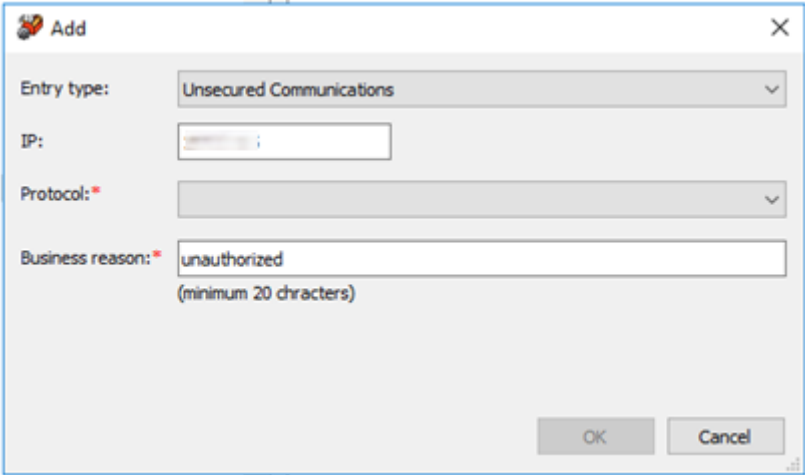 Add
Entry type: Unsecured Communications
IP:
Protocol:*
Business reason:* unauthorized
(minimum 20 chracters)
OK Cancel